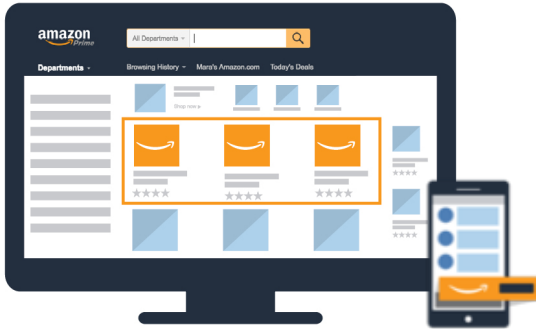 amazon
Prime
All Departments
Departments
Browsing History
Mara's Amazon.com
Today's Deals
Shop now